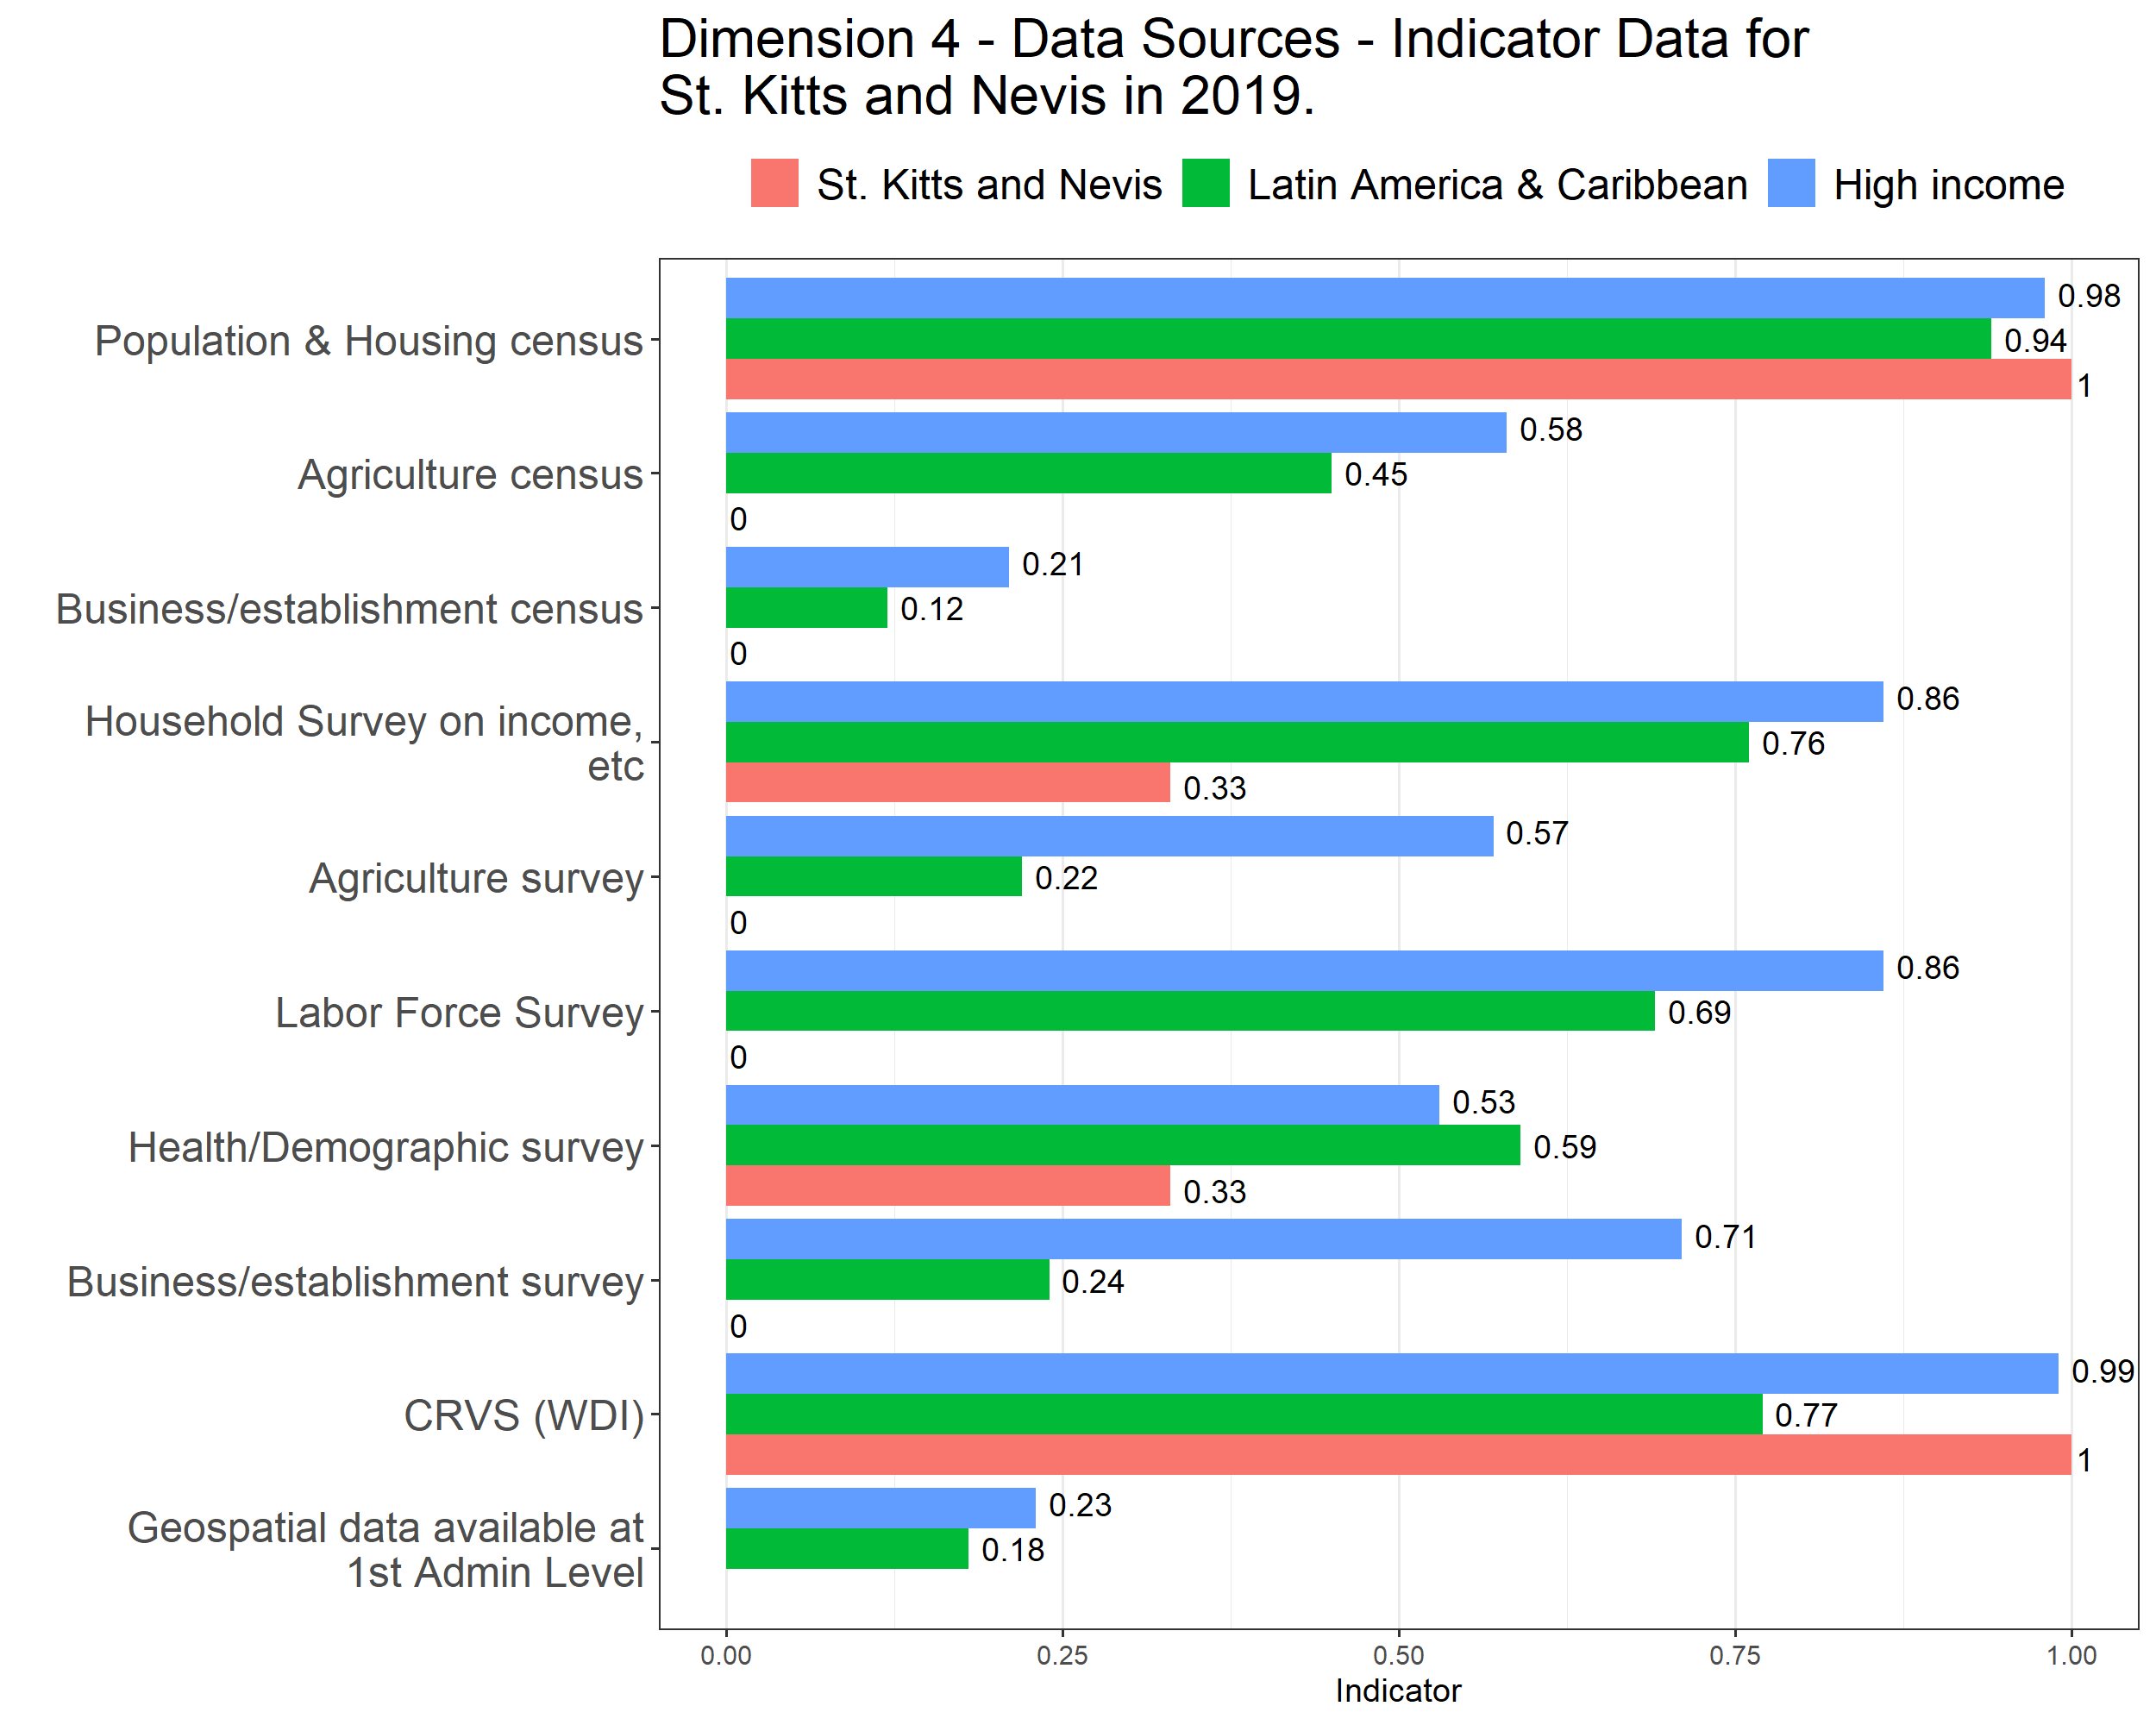 Dimension 4 - Data Sources - Indicator Data for
St. Kitts and Nevis in 2019.
St. Kitts and Nevis
Latin America & Caribbean
High income
Population & Housing census
0.98
0.94
1
Agriculture census
0.58
0.45
0
Business/establishment census
0.21
0.12
0
Household Survey on income,
etc
0.86
0.76
0.33
Agriculture survey
0.57
0.22
0
Labor Force Survey
0.86
0.69
0
Health/Demographic survey
0.53
0.59
0.33
Business/establishment survey
0.71
0.24
0
CRVS (WDI)
0.99
0.77
1
Geospatial data available at
1st Admin Level
0.23
0.18
0.00 0.25 0.50 0.75 1.00
Indicator